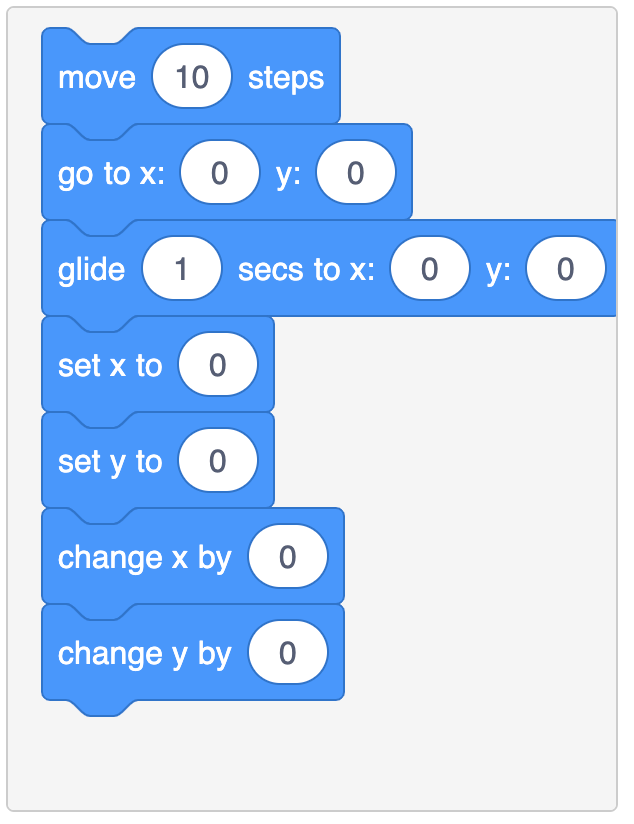 move 10 steps
go to x: 0 y: 0
glide 1 secs to x: 0 y: 0
set x to 0
set y to 0
change x by 0
change y by 0